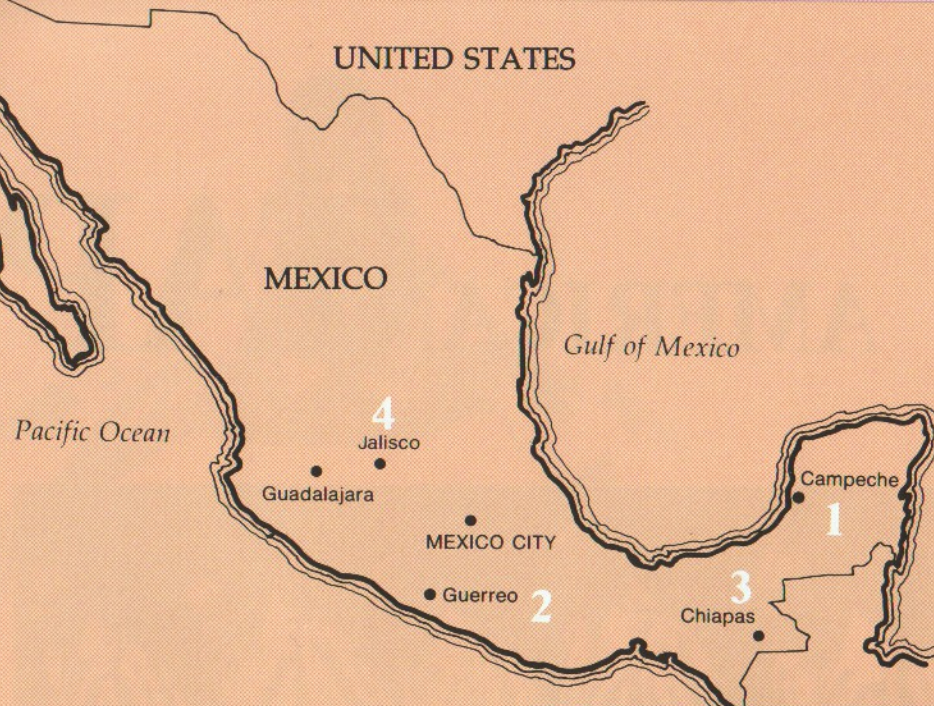 UNITED STATES
MEXICO
Gulf of Mexico
Pacific Ocean
4
Jalisco
Guadalajara
Campeche
1
MEXICO CITY
Guerreo
2
3
Chiapas